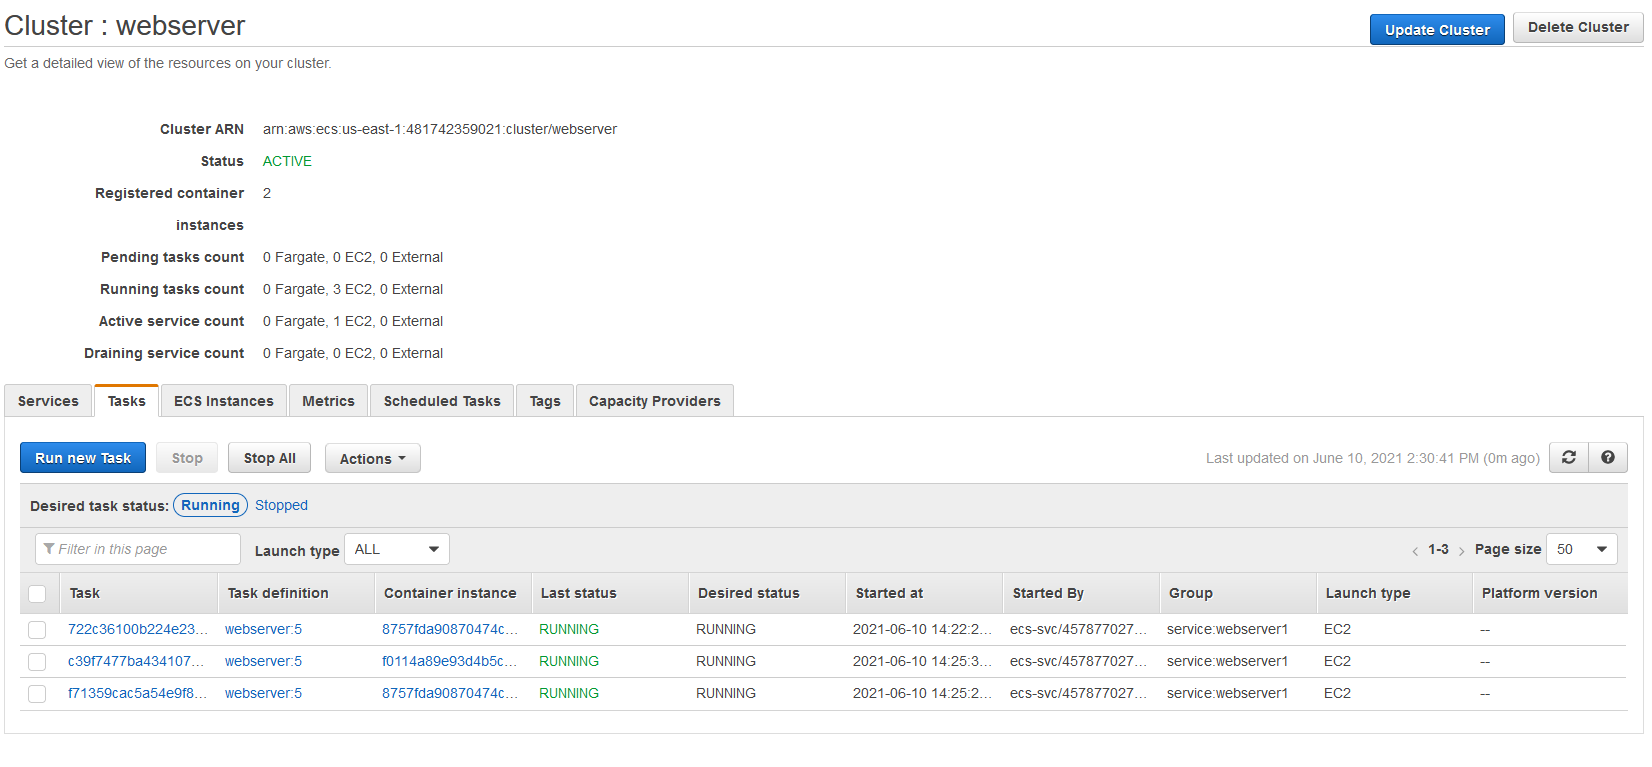 Cluster : webserver
Update Cluster Delete Cluster
Get a detailed view of the resources on your cluster.
Cluster ARN arn:aws:ecs:us-east-1:481742359021:cluster/webserver
Status ACTIVE
Registered container 2
instances
Pending tasks count 0 Fargate, 0 EC2, 0 External
Running tasks count 0 Fargate, 3 EC2, 0 External
Active service count 0 Fargate, 1 EC2, 0 External
Draining service count 0 Fargate, 0 EC2, 0 External
Services Tasks ECS Instances Metrics Scheduled Tasks Tags Capacity Providers
Run new Task Stop Stop All Actions Last updated on June 10, 2021 2:30:41 PM (0m ago)
Desired task status: Running Stopped
Filter in this page Launch type ALL < 1-3 > Page size 50
Task Task definition Container instance Last status Desired status Started at Started By Group Launch type Platform version
722c36100b224e23... webserver:5 8757fda90870474c... RUNNING RUNNING 2021-06-10 14:22:2... ecs-svc/457877027... service:webserver1 EC2 --
c39f7477ba434107... webserver:5 f0114a89e93d4b5c... RUNNING RUNNING 2021-06-10 14:25:3... ecs-svc/457877027... service:webserver1 EC2 --
f71359cac5a54e9f8... webserver:5 8757fda90870474c... RUNNING RUNNING 2021-06-10 14:25:2... ecs-svc/457877027... service:webserver1 EC2 --